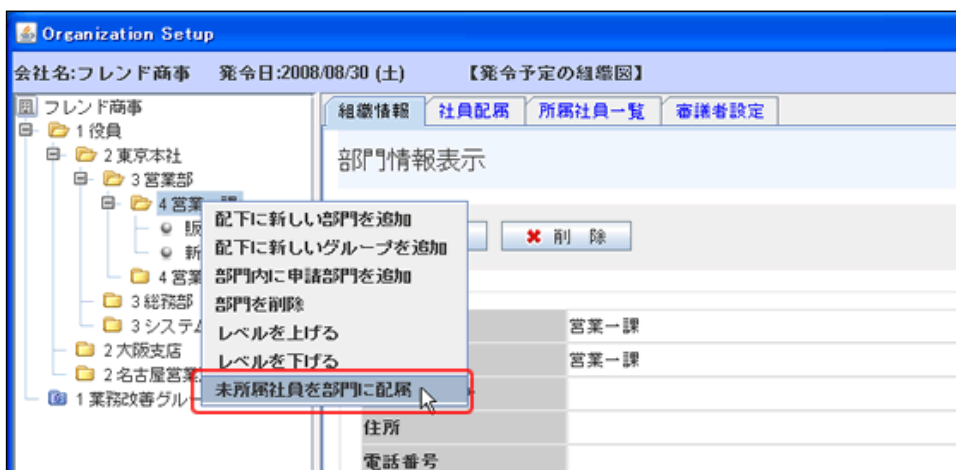 Organization Setup
会社名:フレンド商事 発令日:2008/08/30 (土) 【発令予定の組織図】
フレンド商事
1 役員
2 東京本社
3 営業部
4 営業一課
販
新
4 営業
3 総務部
3 システム
2 大阪支店
2 名古屋営業
1 業務改善グルー
配下に新しい部門を追加
配下に新しいグループを追加
部門内に申請部門を追加
部門を削除
レベルを上げる
レベルを下げる
未所属社員を部門に配属
組織情報 社員配属 所属社員一覧 審議者設定
部門情報表示
削 除
営業一課
営業一課
住所
電話番号